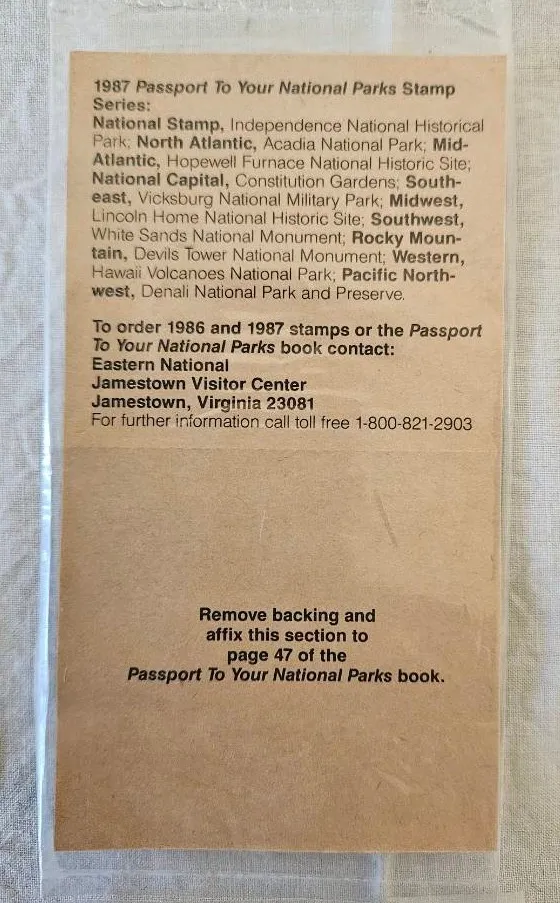 1987 Passport To Your National Parks Stamp
Series:
National Stamp, Independence National Historical
Park; North Atlantic, Acadia National Park; Mid-
Atlantic, Hopewell Furnace National Historic Site;
National Capital, Constitution Gardens; South-
east, Vicksburg National Military Park; Midwest,
Lincoln Home National Historic Site; Southwest,
White Sands National Monument; Rocky Moun-
tain, Devils Tower National Monument; Western,
Hawaii Volcanoes National Park; Pacific North-
west, Denali National Park and Preserve.
To order 1986 and 1987 stamps or the Passport
To Your National Parks book contact:
Eastern National
Jamestown Visitor Center
Jamestown, Virginia 23081
For further information call toll free 1-800-821-2903
Remove backing and
affix this section to
page 47 of the
Passport To Your National Parks book.